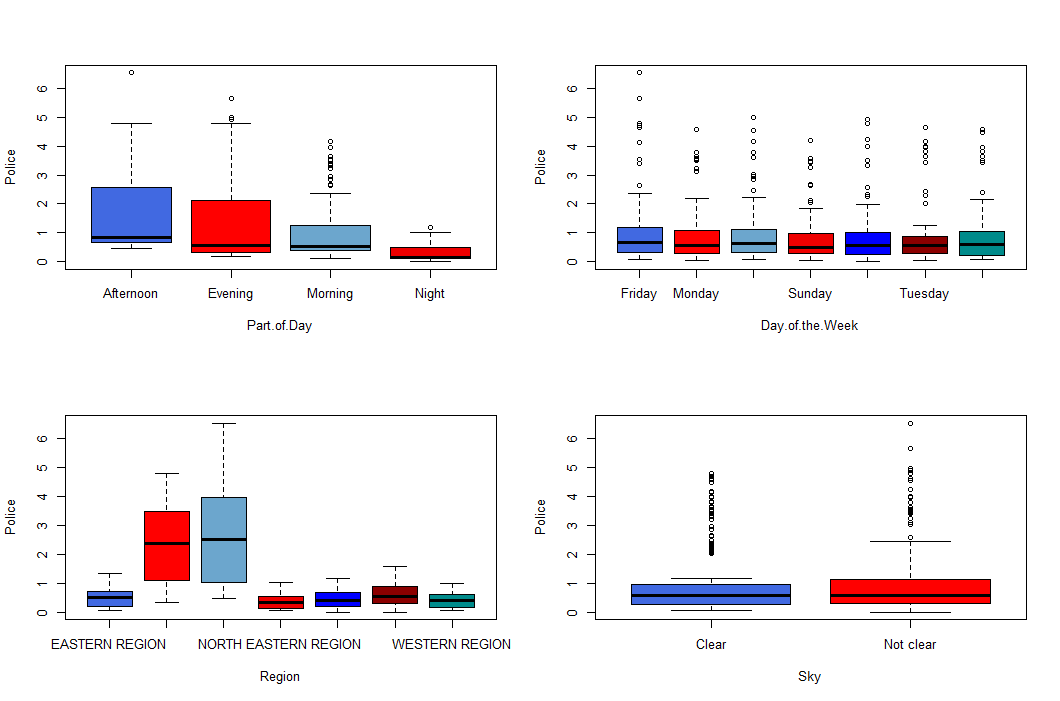 Police
0 1 2 3 4 5 6
Afternoon Evening Morning Night
Part.of.Day
Police
0 1 2 3 4 5 6
Friday Monday Sunday Tuesday
Day.of.the.Week
Police
0 1 2 3 4 5 6
EASTERN REGION NORTH EASTERN REGION WESTERN REGION
Region
Police
0 1 2 3 4 5 6
Clear Not clear
Sky